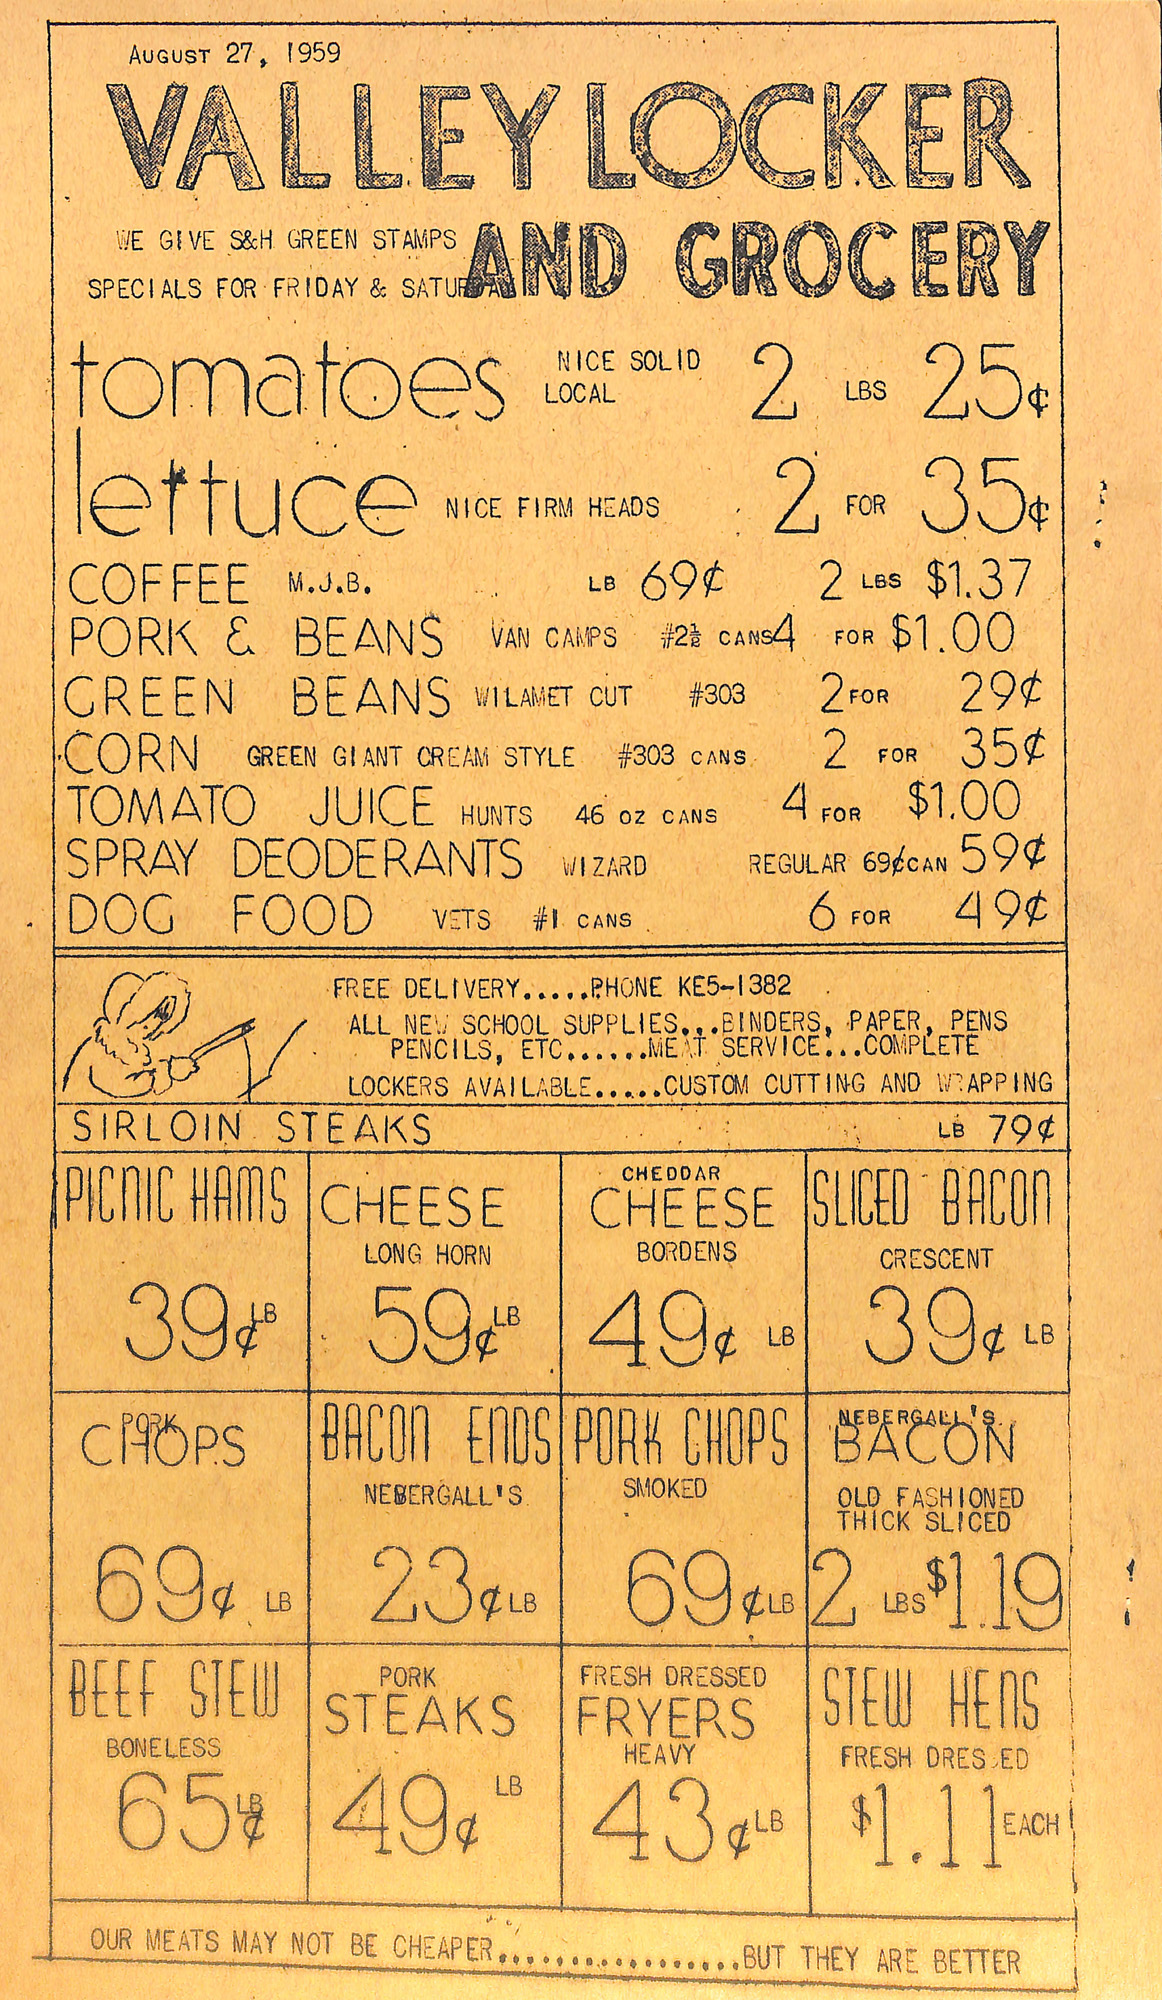 AUGUST 27, 1959
VALLEY LOCKER
AND GROCERY
WE GIVE S&H GREEN STAMPS
SPECIALS FOR FRIDAY & SATURDA
tomatoes NICE SOLID LOCAL 2 LBS 25¢
lettuce NICE FIRM HEADS 2 FOR 35¢
COFFEE M.J.B. LB 69¢ 2 LBS $1.37
PORK & BEANS VAN CAMPS #2½ CANS 4 FOR $1.00
GREEN BEANS WILAMET CUT #303 2 FOR 29¢
CORN GREEN GIANT CREAM STYLE #303 CANS 2 FOR 35¢
TOMATO JUICE HUNTS 46 OZ CANS 4 FOR $1.00
SPRAY DEODERANTS WIZARD REGULAR 69¢ CAN 59¢
DOG FOOD VETS #1 CANS 6 FOR 49¢
FREE DELIVERY.....PHONE KE5-1382
ALL NEW SCHOOL SUPPLIES...BINDERS, PAPER, PENS
PENCILS, ETC......MEAT SERVICE...COMPLETE
LOCKERS AVAILABLE.....CUSTOM CUTTING AND WRAPPING
SIRLOIN STEAKS LB 79¢
PICNIC HAMS
39¢ LB
CHEESE
LONG HORN
59¢ LB
CHEDDAR
CHEESE
BORDENS
49¢ LB
SLICED BACON
CRESCENT
39¢ LB
PORK
CHOPS
69¢ LB
BACON ENDS
NEBERGALL'S
23¢ LB
PORK CHOPS
SMOKED
69¢ LB
NEBERGALL'S
BACON
OLD FASHIONED
THICK SLICED
2 LBS $1.19
BEEF STEW
BONELESS
65¢ LB
PORK
STEAKS
49¢ LB
FRESH DRESSED
FRYERS
HEAVY
43¢ LB
STEW HENS
FRESH DRESSED
$1.11 EACH
OUR MEATS MAY NOT BE CHEAPER.................BUT THEY ARE BETTER